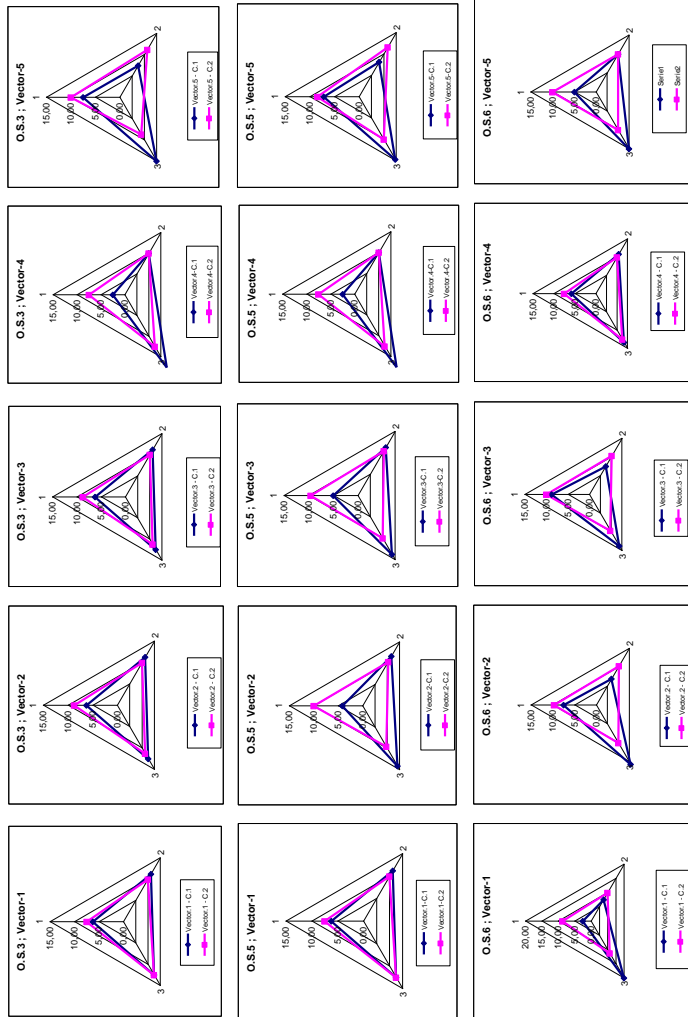 O.S.3 ; Vector-1
1
15,00
10,00
5,00
0,00
3
2
Vector.1 - C.1
Vector.1 - C.2
O.S.3 ; Vector-2
1
15,00
10,00
5,00
0,00
3
2
Vector.2 - C.1
Vector.2 - C.2
O.S.3 ; Vector-3
1
15,00
10,00
5,00
0,00
3
2
Vector.3 - C.1
Vector.3 - C.2
O.S.3 ; Vector-4
1
15,00
10,00
5,00
0,00
3
2
Vector.4-C.1
Vector.4-C.2
O.S.3 ; Vector-5
1
15,00
10,00
5,00
0,00
3
2
Vector.5 - C.1
Vector.5 - C.2
O.S.5 ; Vector-1
1
15,00
10,00
5,00
0,00
3
2
Vector.1-C.1
Vector.1-C.2
O.S.5 ; Vector-2
1
15,00
10,00
5,00
0,00
3
2
Vector.2-C.1
Vector.2-C.2
O.S.5 ; Vector-3
1
15,00
10,00
5,00
0,00
3
2
Vector.3-C.1
Vector.3-C.2
O.S.5 ; Vector-4
1
15,00
10,00
5,00
0,00
2
Vector.4-C.1
Vector.4-C.2
O.S.5 ; Vector-5
1
15,00
10,00
5,00
0,00
3
2
Vector.5-C.1
Vector.5-C.2
O.S.6 ; Vector-1
1
20,00
15,00
10,00
5,00
0,00
3
2
Vector.1 - C.1
Vector.1 - C.2
O.S.6 ; Vector-2
1
15,00
10,00
5,00
0,00
3
2
Vector.2 - C.1
Vector.2 - C.2
O.S.6 ; Vector-3
1
15,00
10,00
5,00
0,00
3
2
Vector.3 - C.1
Vector.3 - C.2
O.S.6 ; Vector-4
1
15,00
10,00
5,00
0,00
3
2
Vector.4 - C.1
Vector.4 - C.2
O.S.6 ; Vector-5
1
15,00
10,00
5,00
0,00
3
2
Serie1
Serie2